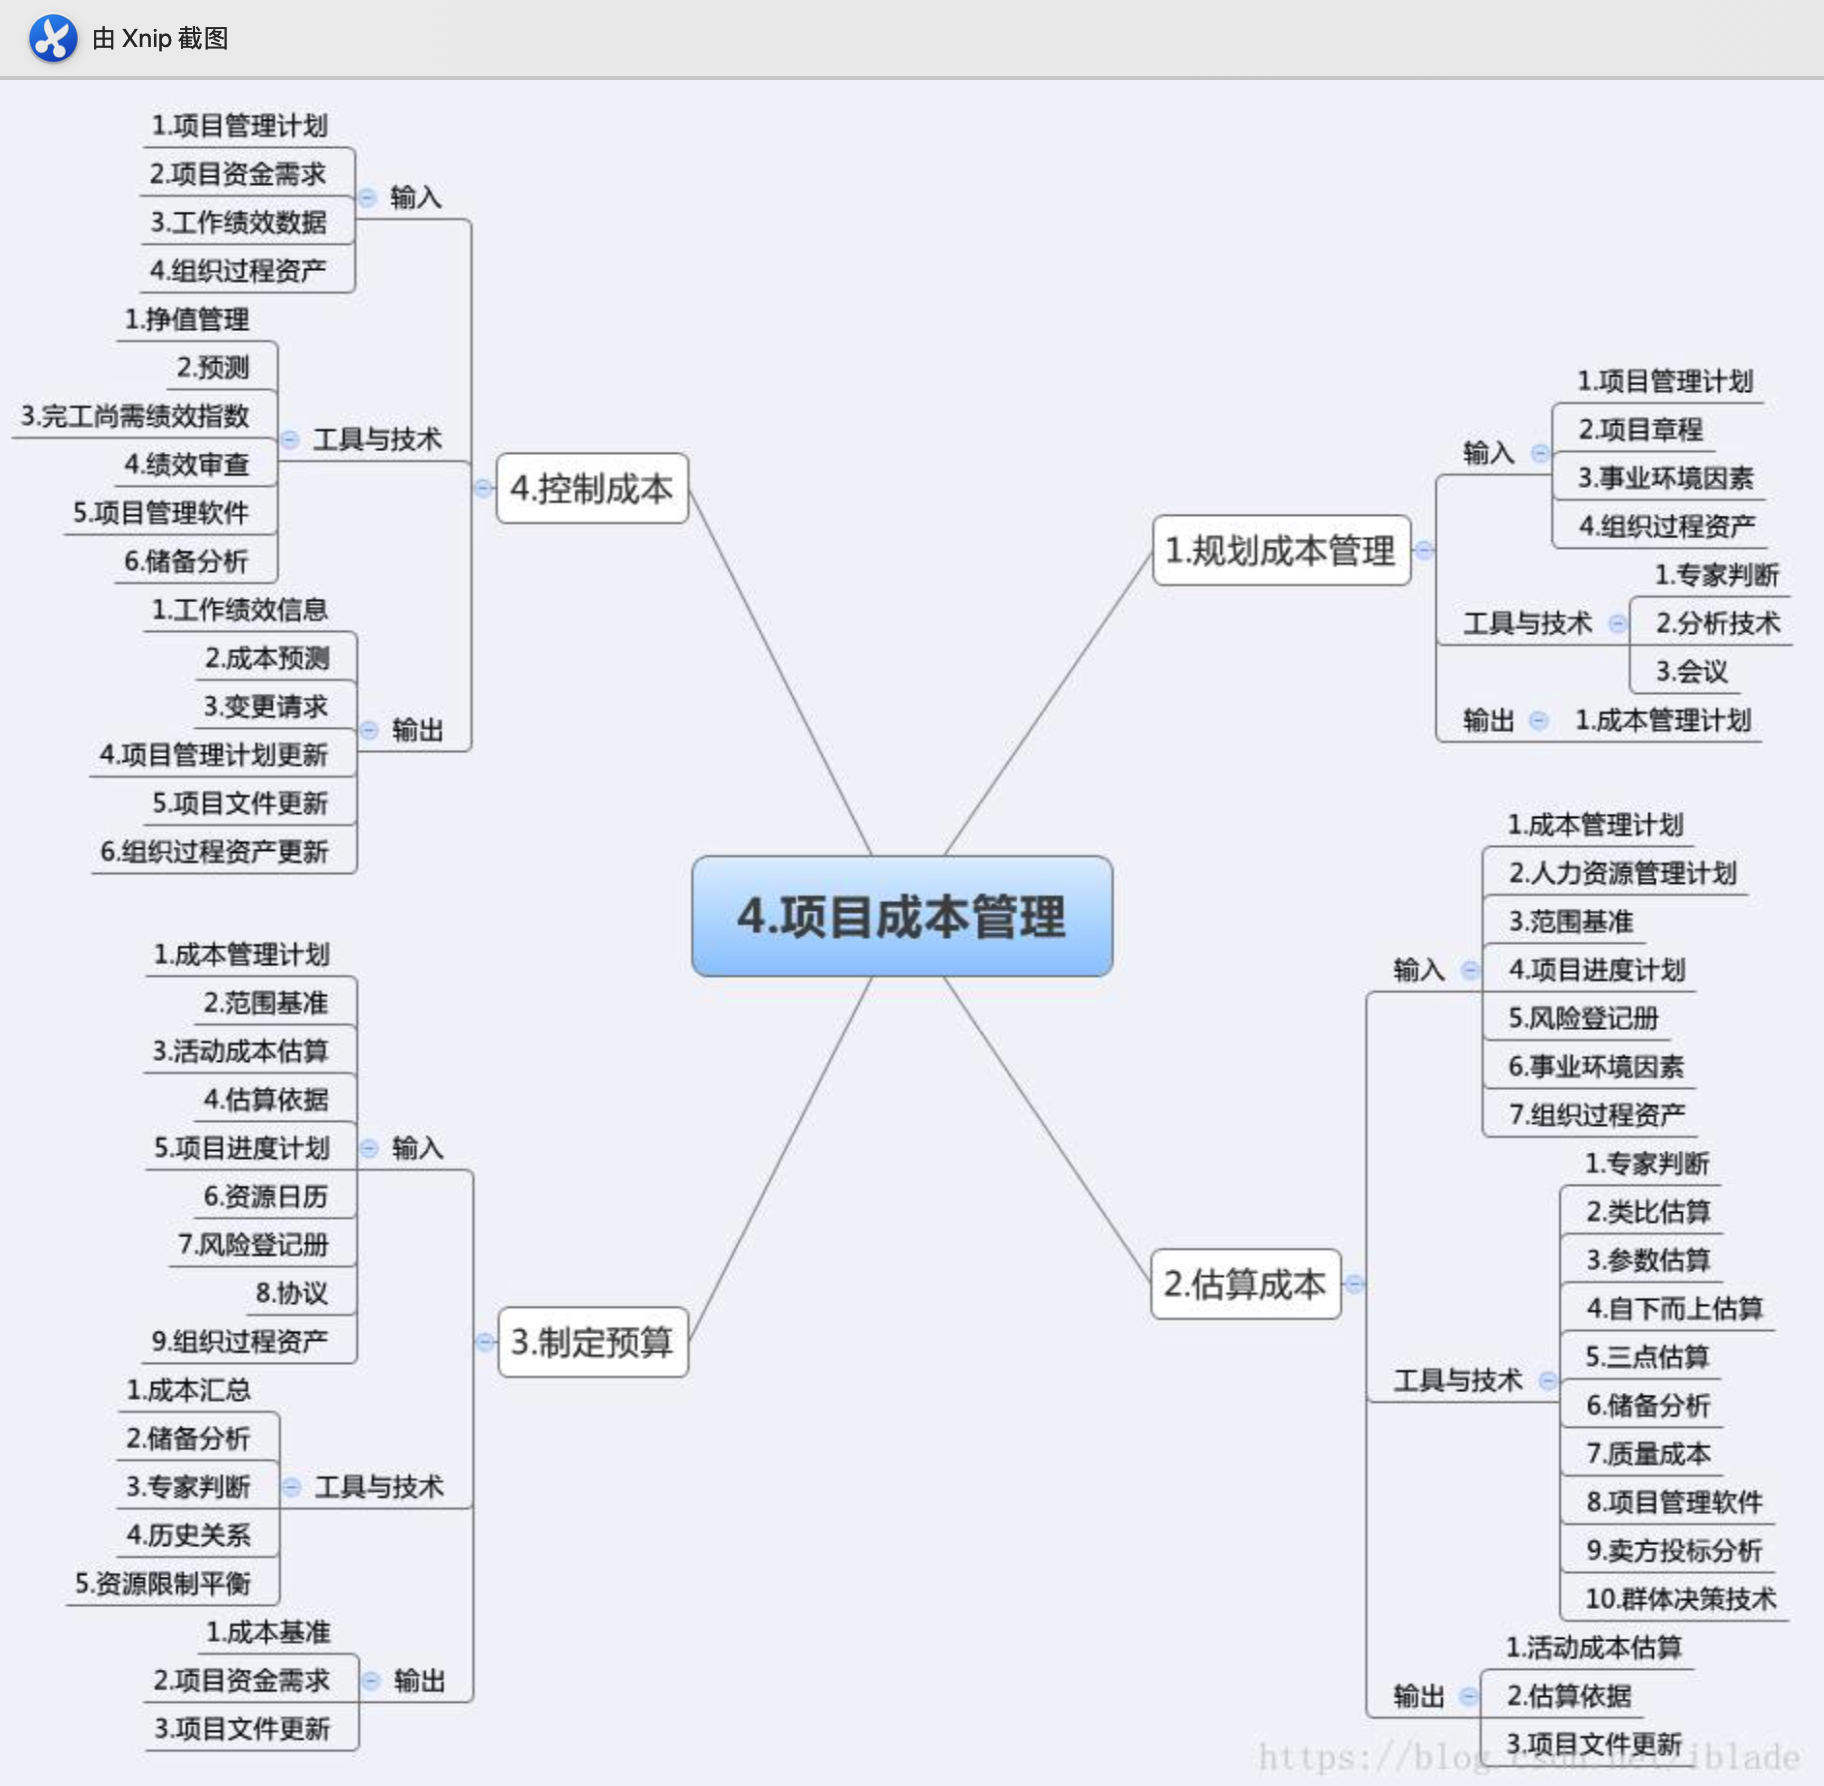 由 Xnip 截图
4.项目成本管理
1.规划成本管理
输入
1.项目管理计划
2.项目章程
3.事业环境因素
4.组织过程资产
工具与技术
1.专家判断
2.分析技术
3.会议
输出
1.成本管理计划
2.估算成本
输入
1.成本管理计划
2.人力资源管理计划
3.范围基准
4.项目进度计划
5.风险登记册
6.事业环境因素
7.组织过程资产
工具与技术
1.专家判断
2.类比估算
3.参数估算
4.自下而上估算
5.三点估算
6.储备分析
7.质量成本
8.项目管理软件
9.卖方投标分析
10.群体决策技术
输出
1.活动成本估算
2.估算依据
3.项目文件更新
3.制定预算
输入
1.成本管理计划
2.范围基准
3.活动成本估算
4.估算依据
5.项目进度计划
6.资源日历
7.风险登记册
8.协议
9.组织过程资产
工具与技术
1.成本汇总
2.储备分析
3.专家判断
4.历史关系
5.资源限制平衡
输出
1.成本基准
2.项目资金需求
3.项目文件更新
4.控制成本
输入
1.项目管理计划
2.项目资金需求
3.工作绩效数据
4.组织过程资产
工具与技术
1.挣值管理
2.预测
3.完工尚需绩效指数
4.绩效审查
5.项目管理软件
6.储备分析
输出
1.工作绩效信息
2.成本预测
3.变更请求
4.项目管理计划更新
5.项目文件更新
6.组织过程资产更新
https://blog.csdn.net/iblade